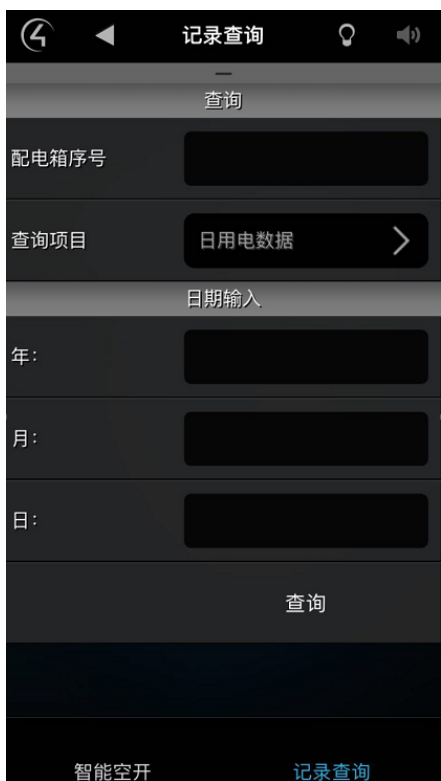 记录查询
查询
配电箱序号
查询项目 日用电数据
日期输入
年：
月：
日：
查询
智能空开 记录查询